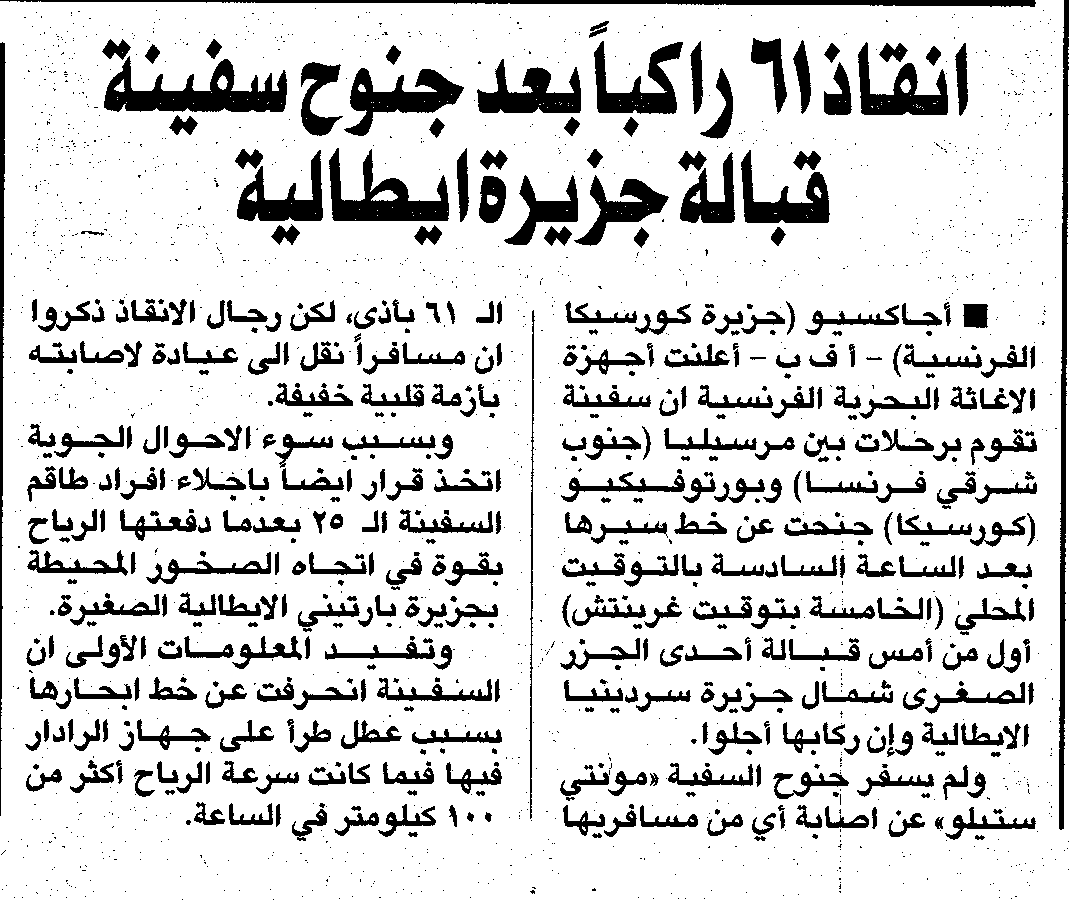 انقاذ ٦١ راكباً بعد جنوح سفينة
قبالة جزيرة ايطالية
■ أجاكسيو (جزيرة كورسيكا
الفرنسية) – أ ف ب – أعلنت أجهزة
الاغاثة البحرية الفرنسية ان سفينة
تقوم برحلات بين مرسيليا (جنوب
شرقي فرنسا) وبورتوفيكيو
(كورسيكا) جنحت عن خط سيرها
بعد الساعة السادسة بالتوقيت
المحلي (الخامسة بتوقيت غرينتش)
أول من أمس قبالة أحدى الجزر
الصغرى شمال جزيرة سردينيا
الايطالية وإن ركابها أجلوا.
ولم يسفر جنوح السفية «مونتي
ستيلو» عن اصابة أي من مسافريها
الـ ٦١ بأذى، لكن رجال الانقاذ ذكروا
ان مسافراً نقل الى عيادة لاصابته
بأزمة قلبية خفيفة.
وبسبب سوء الاحوال الجوية
اتخذ قرار ايضاً باجلاء افراد طاقم
السفينة الـ ٢٥ بعدما دفعتها الرياح
بقوة في اتجاه الصخور المحيطة
بجزيرة بارتيني الايطالية الصغيرة.
وتفيد المعلومات الأولى ان
السفينة انحرفت عن خط ابحارها
بسبب عطل طرأ على جهاز الرادار
فيها فيما كانت سرعة الرياح أكثر من
١٠٠ كيلومتر في الساعة.